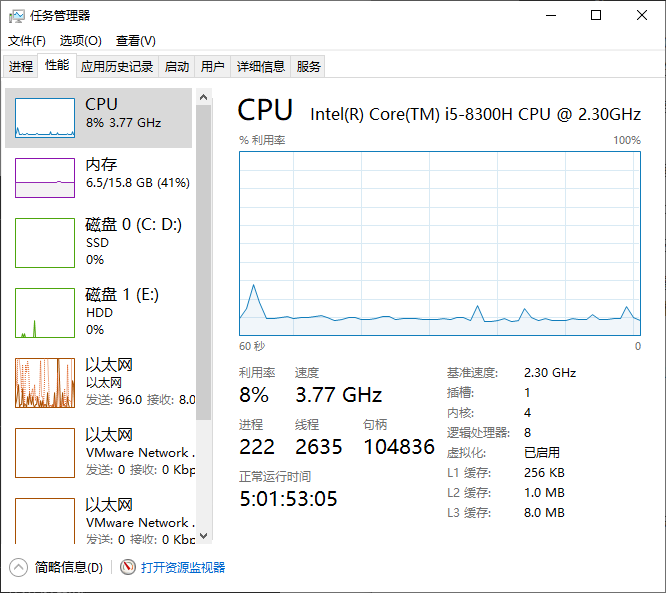 任务管理器
文件(F) 选项(O) 查看(V)
进程 性能 应用历史记录 启动 用户 详细信息 服务
CPU
8% 3.77 GHz
内存
6.5/15.8 GB (41%)
磁盘 0 (C: D:)
SSD
0%
磁盘 1 (E:)
HDD
0%
以太网
以太网
发送: 96.0 接收: 8.0
以太网
VMware Network .
发送: 0 接收: 0 Kbp
以太网
VMware Network .
发送: 0 接收: 0 Kbp
CPU Intel(R) Core(TM) i5-8300H CPU @ 2.30GHz
% 利用率 100%
60 秒 0
利用率 速度
8% 3.77 GHz
进程 线程 句柄
222 2635 104836
正常运行时间
5:01:53:05
基准速度: 2.30 GHz
插槽: 1
内核: 4
逻辑处理器: 8
虚拟化: 已启用
L1 缓存: 256 KB
L2 缓存: 1.0 MB
L3 缓存: 8.0 MB
简略信息(D) 打开资源监视器